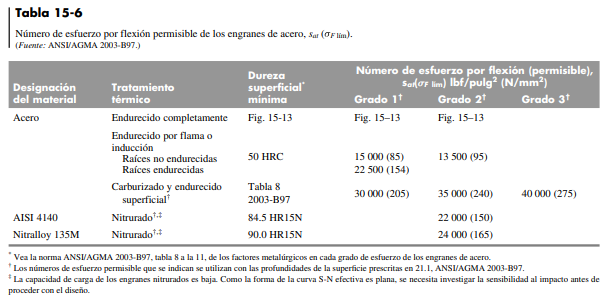 Tabla 15-6
Número de esfuerzo por flexión permisible de los engranes de acero, sat (σF lim).
(Fuente: ANSI/AGMA 2003-B97.)
Designación del material Tratamiento térmico Dureza superficial* mínima Número de esfuerzo por flexión (permisible), sat(σF lim) lbf/pulg2 (N/mm2)
Grado 1† Grado 2† Grado 3†
Acero Endurecido completamente Fig. 15-13 Fig. 15–13 Fig. 15–13
Endurecido por flama o inducción
Raíces no endurecidas 50 HRC 15 000 (85) 13 500 (95)
Raíces endurecidas 22 500 (154)
Carburizado y endurecido superficial† Tabla 8 2003-B97 30 000 (205) 35 000 (240) 40 000 (275)
AISI 4140 Nitrurado†,‡ 84.5 HR15N 22 000 (150)
Nitralloy 135M Nitrurado†,‡ 90.0 HR15N 24 000 (165)
* Vea la norma ANSI/AGMA 2003-B97, tabla 8 a la 11, de los factores metalúrgicos en cada grado de esfuerzo de los engranes de acero.
† Los números de esfuerzo permisible que se indican se utilizan con las profundidades de la superficie prescritas en 21.1, ANSI/AGMA 2003-B97.
‡ La capacidad de carga de los engranes nitrurados es baja. Como la forma de la curva S-N efectiva es plana, se necesita investigar la sensibilidad al impacto antes de
proceder con el diseño.